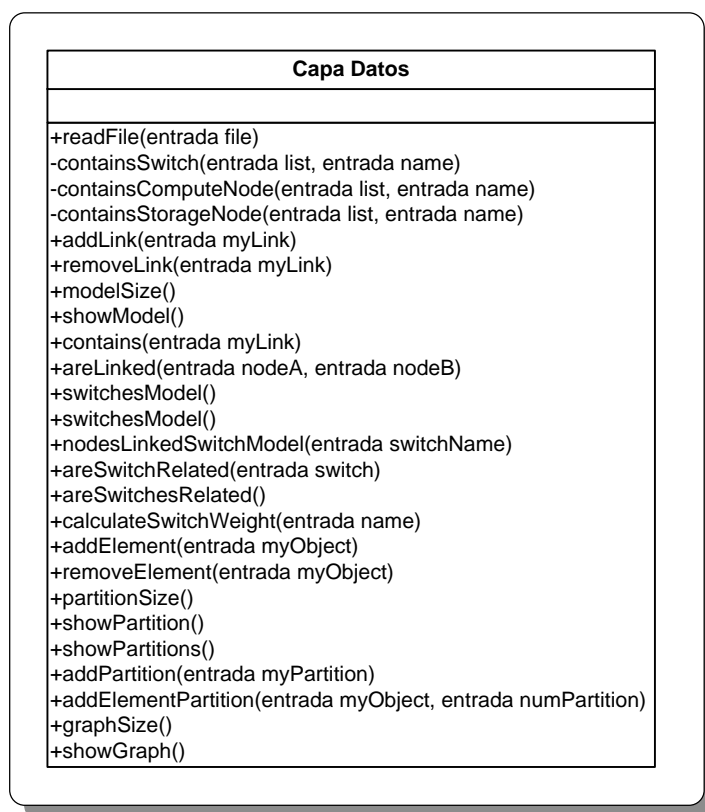 Capa Datos
+readFile(entrada file)
-containsSwitch(entrada list, entrada name)
-containsComputeNode(entrada list, entrada name)
-containsStorageNode(entrada list, entrada name)
+addLink(entrada myLink)
+removeLink(entrada myLink)
+modelSize()
+showModel()
+contains(entrada myLink)
+areLinked(entrada nodeA, entrada nodeB)
+switchesModel()
+switchesModel()
+nodesLinkedSwitchModel(entrada switchName)
+areSwitchRelated(entrada switch)
+areSwitchesRelated()
+calculateSwitchWeight(entrada name)
+addElement(entrada myObject)
+removeElement(entrada myObject)
+partitionSize()
+showPartition()
+showPartitions()
+addPartition(entrada myPartition)
+addElementPartition(entrada myObject, entrada numPartition)
+graphSize()
+showGraph()